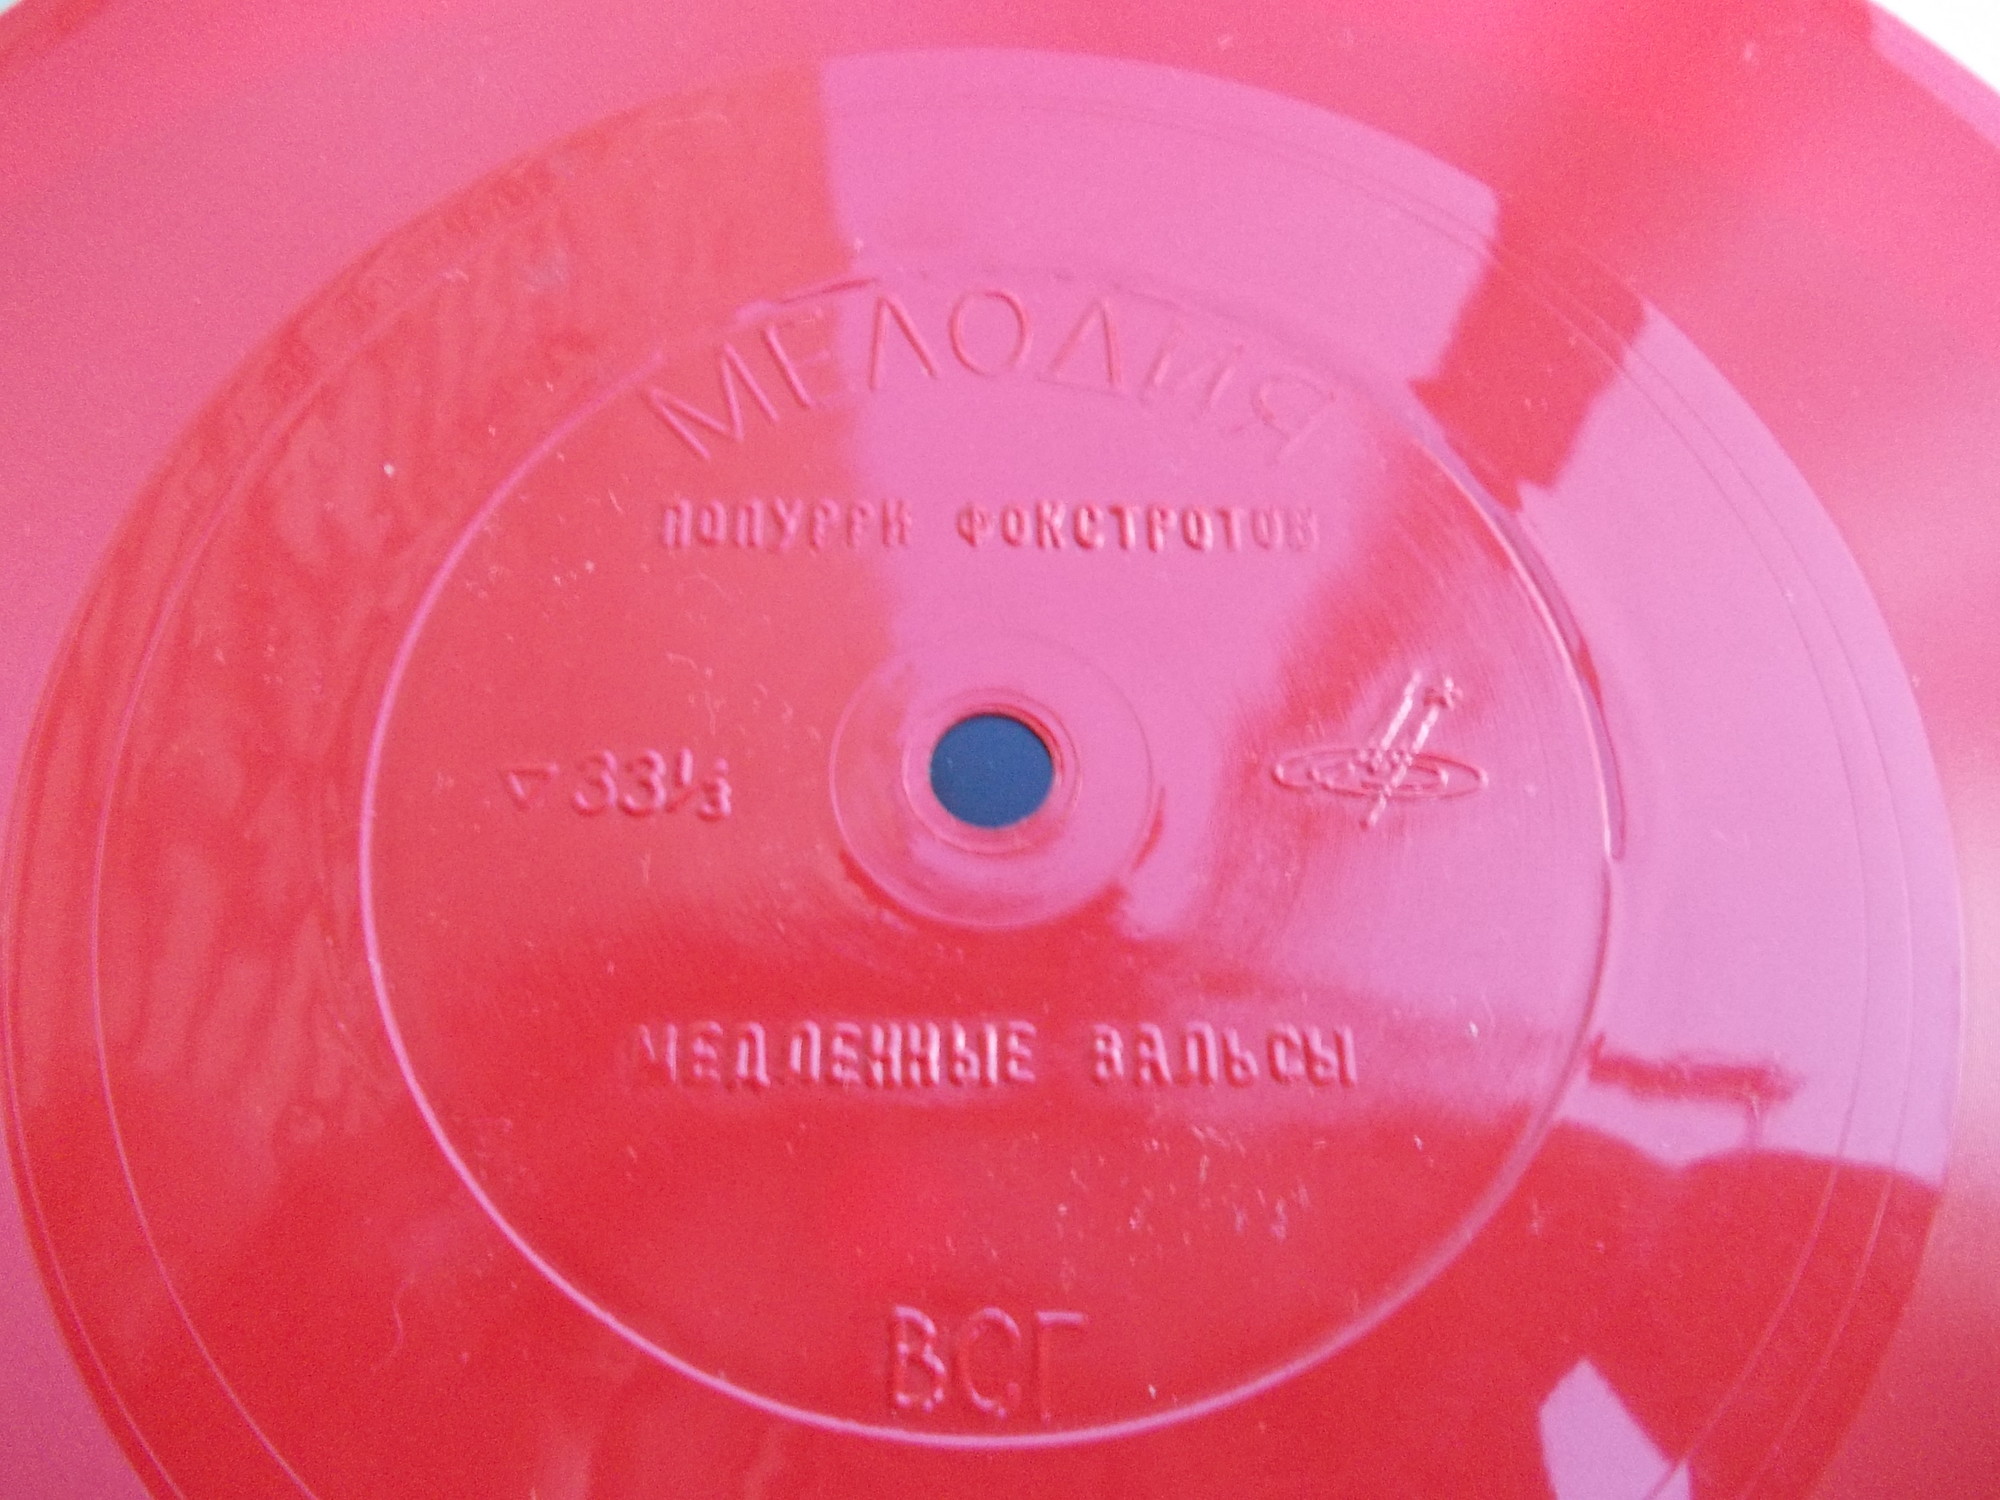 МЕЛОДИЯ
ПОПУРРИ ФОКСТРОТОВ
▽ 33⅓
МЕДЛЕННЫЕ ВАЛЬСЫ
ВСГ